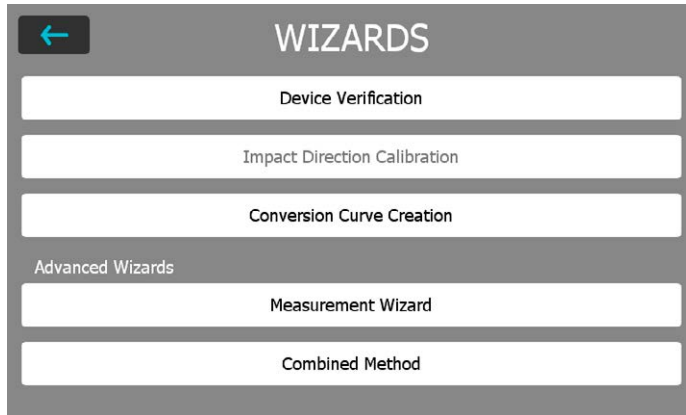 WIZARDS
Device Verification
Impact Direction Calibration
Conversion Curve Creation
Advanced Wizards
Measurement Wizard
Combined Method